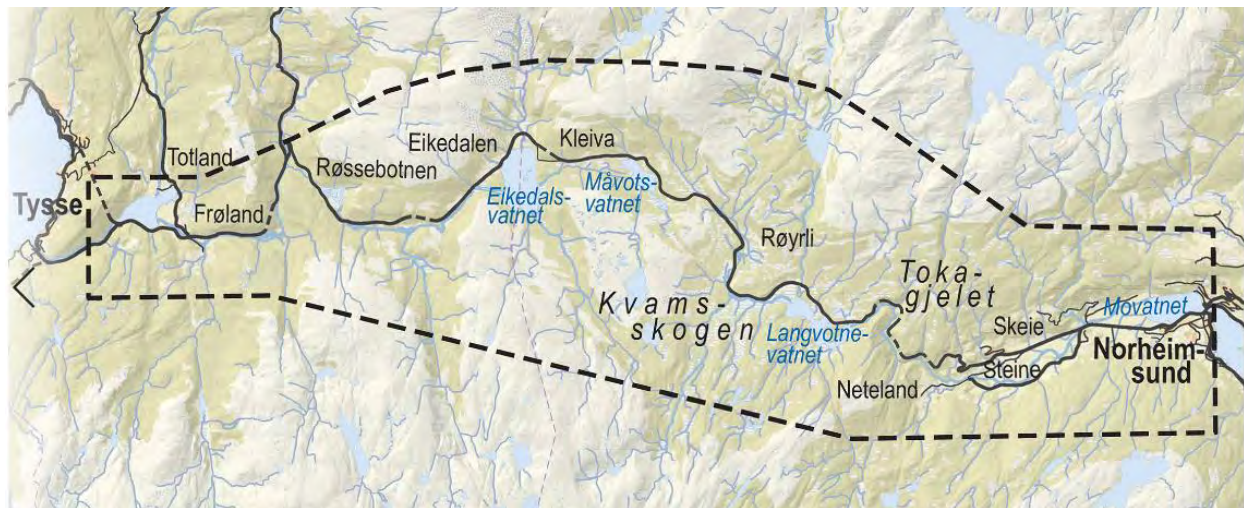 Totland
Tysse
Frøland
Røssebotnen
Eikedalen
Kleiva
Eikedals-
vatnet
Måvots-
vatnet
Røyrli
Kvams-
skogen
Langvotne-
vatnet
Toka-
gjelet
Skeie
Movatnet
Steine
Norheim-
sund
Neteland